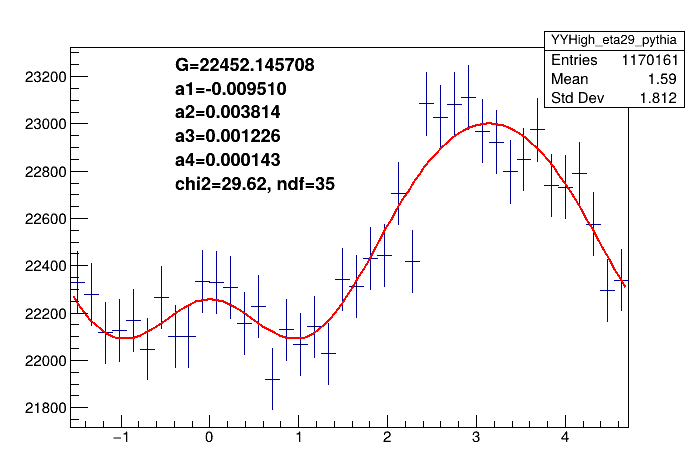 YYHigh_eta29_pythia
Entries 1170161
Mean 1.59
Std Dev 1.812
G=22452.145708
a1=-0.009510
a2=0.003814
a3=0.001226
a4=0.000143
chi2=29.62, ndf=35
23200
23000
22800
22600
22400
22200
22000
21800
−1 0 1 2 3 4